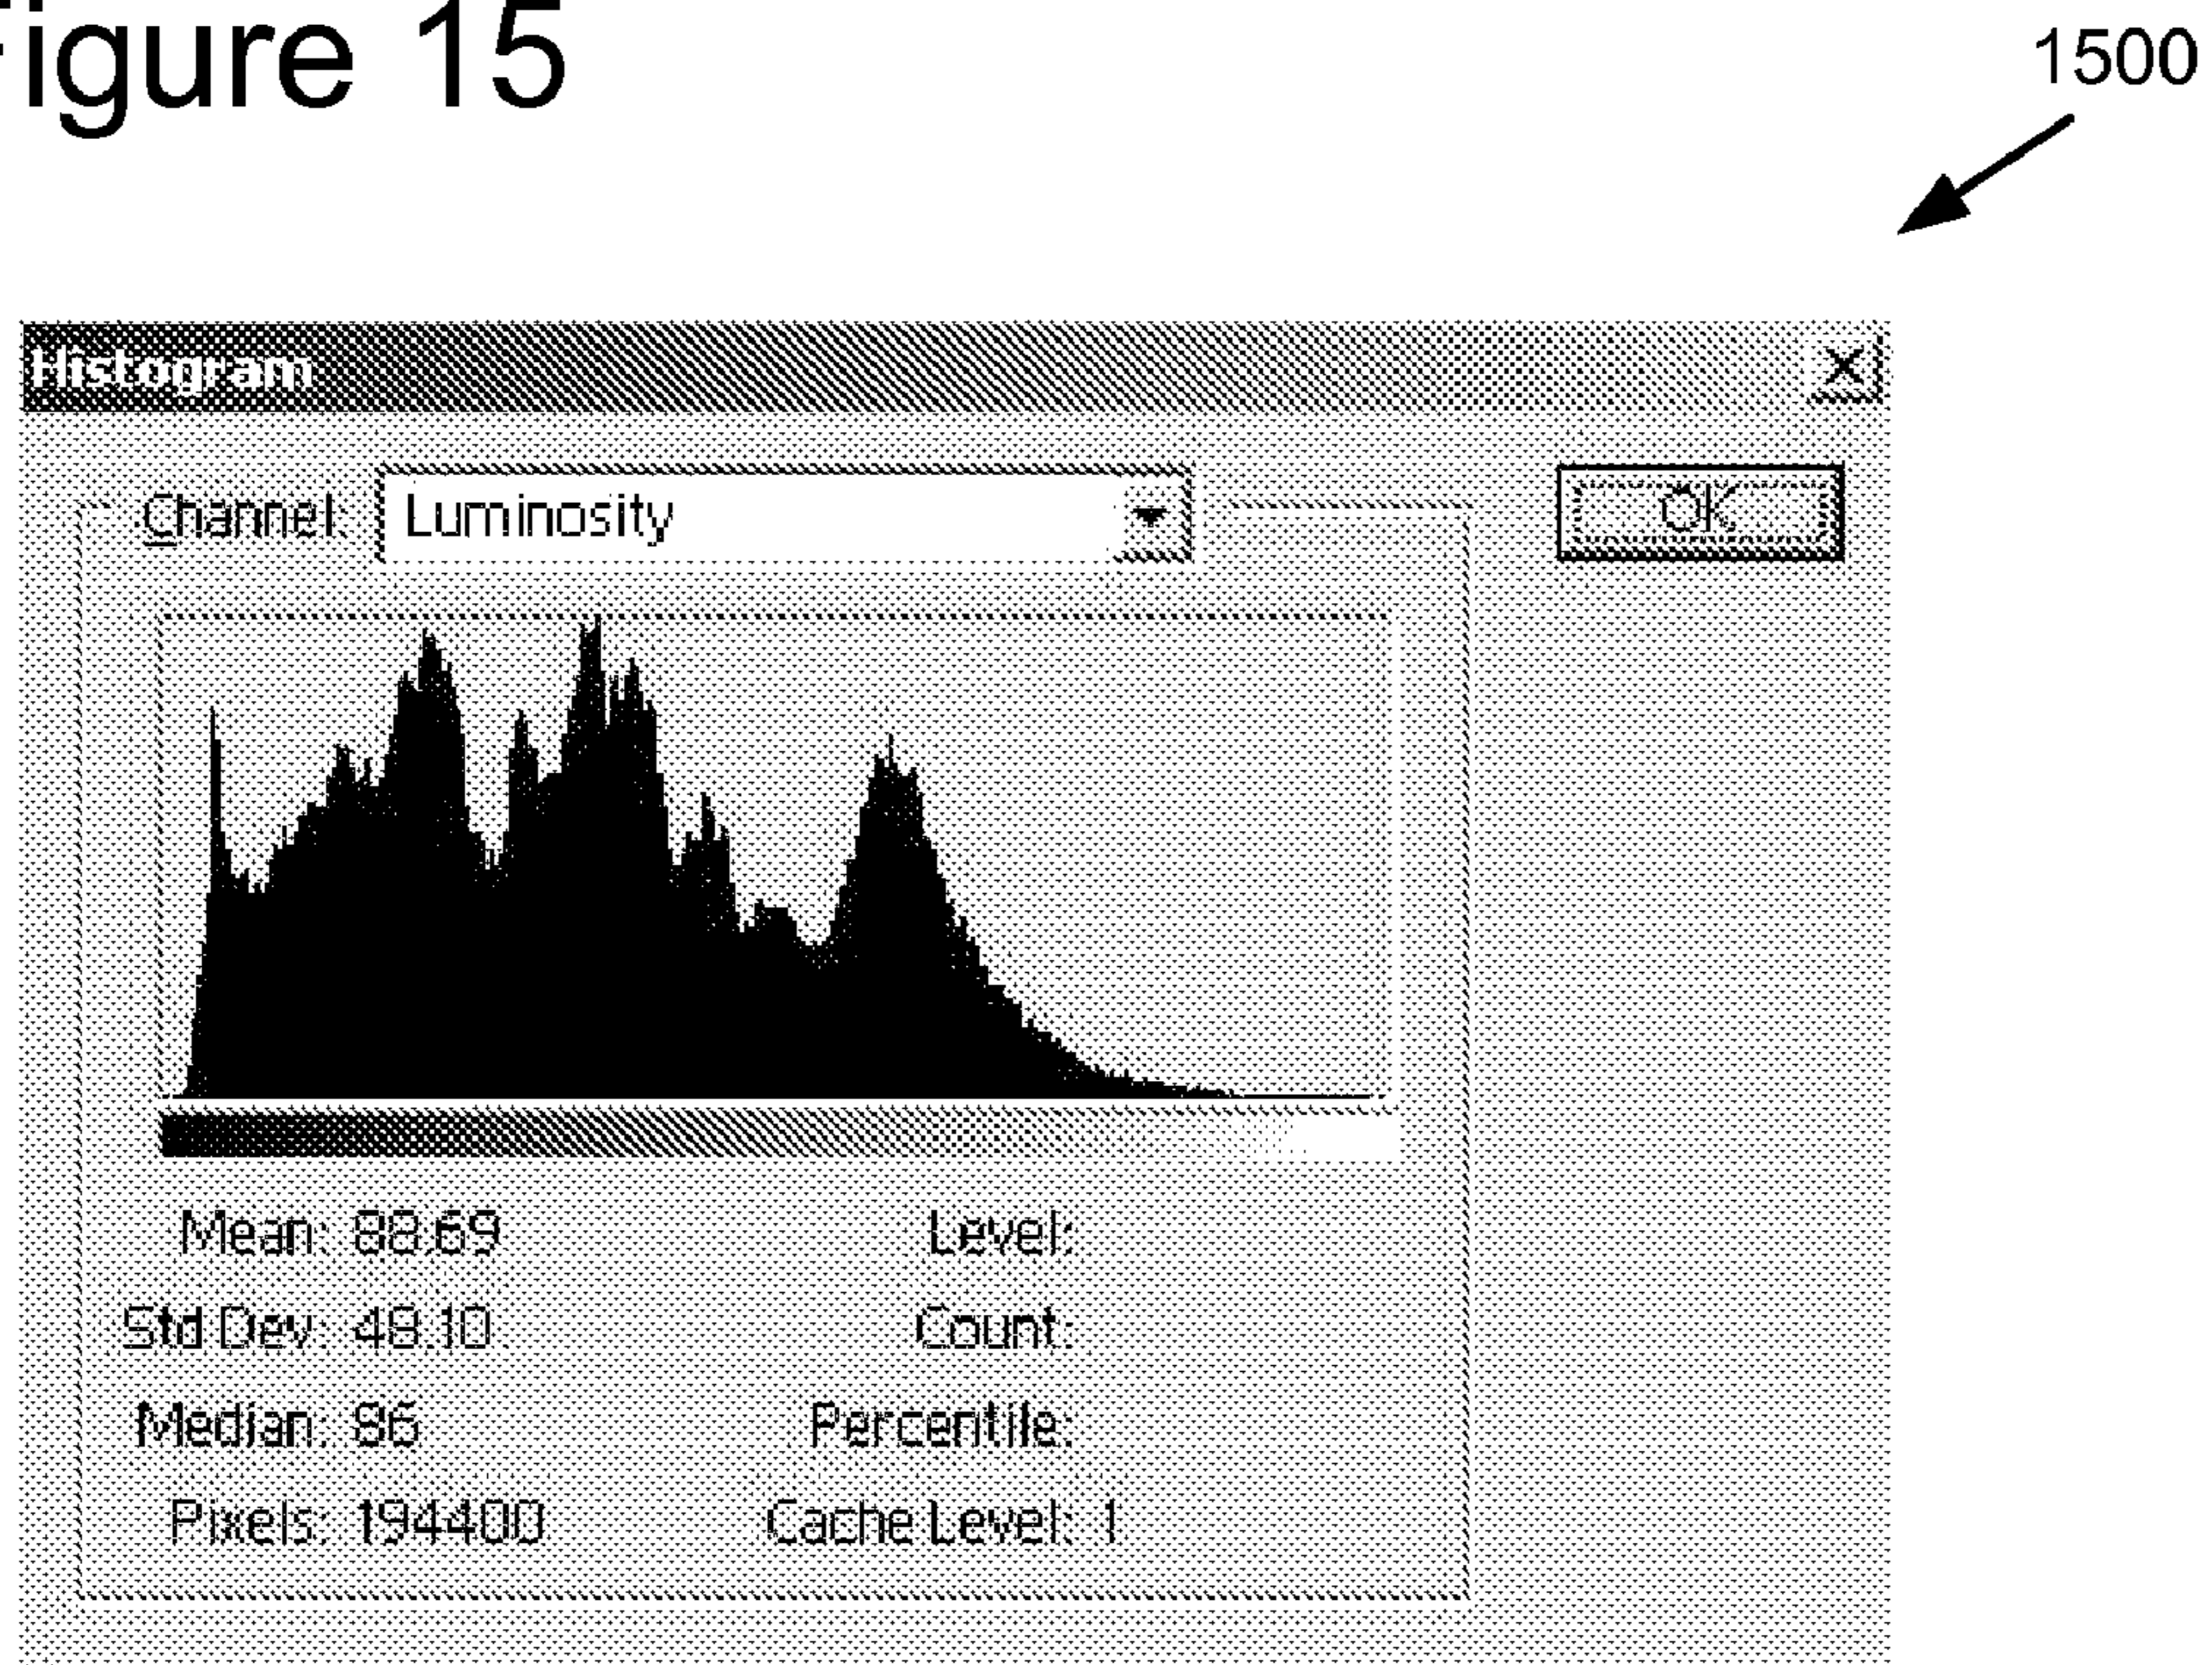 Figure 15
1500
Histogram
Channel: Luminosity
OK
Mean: 88.69
Level:
Std Dev: 48.10
Count:
Median: 86
Percentile:
Pixels: 194400
Cache Level: 1